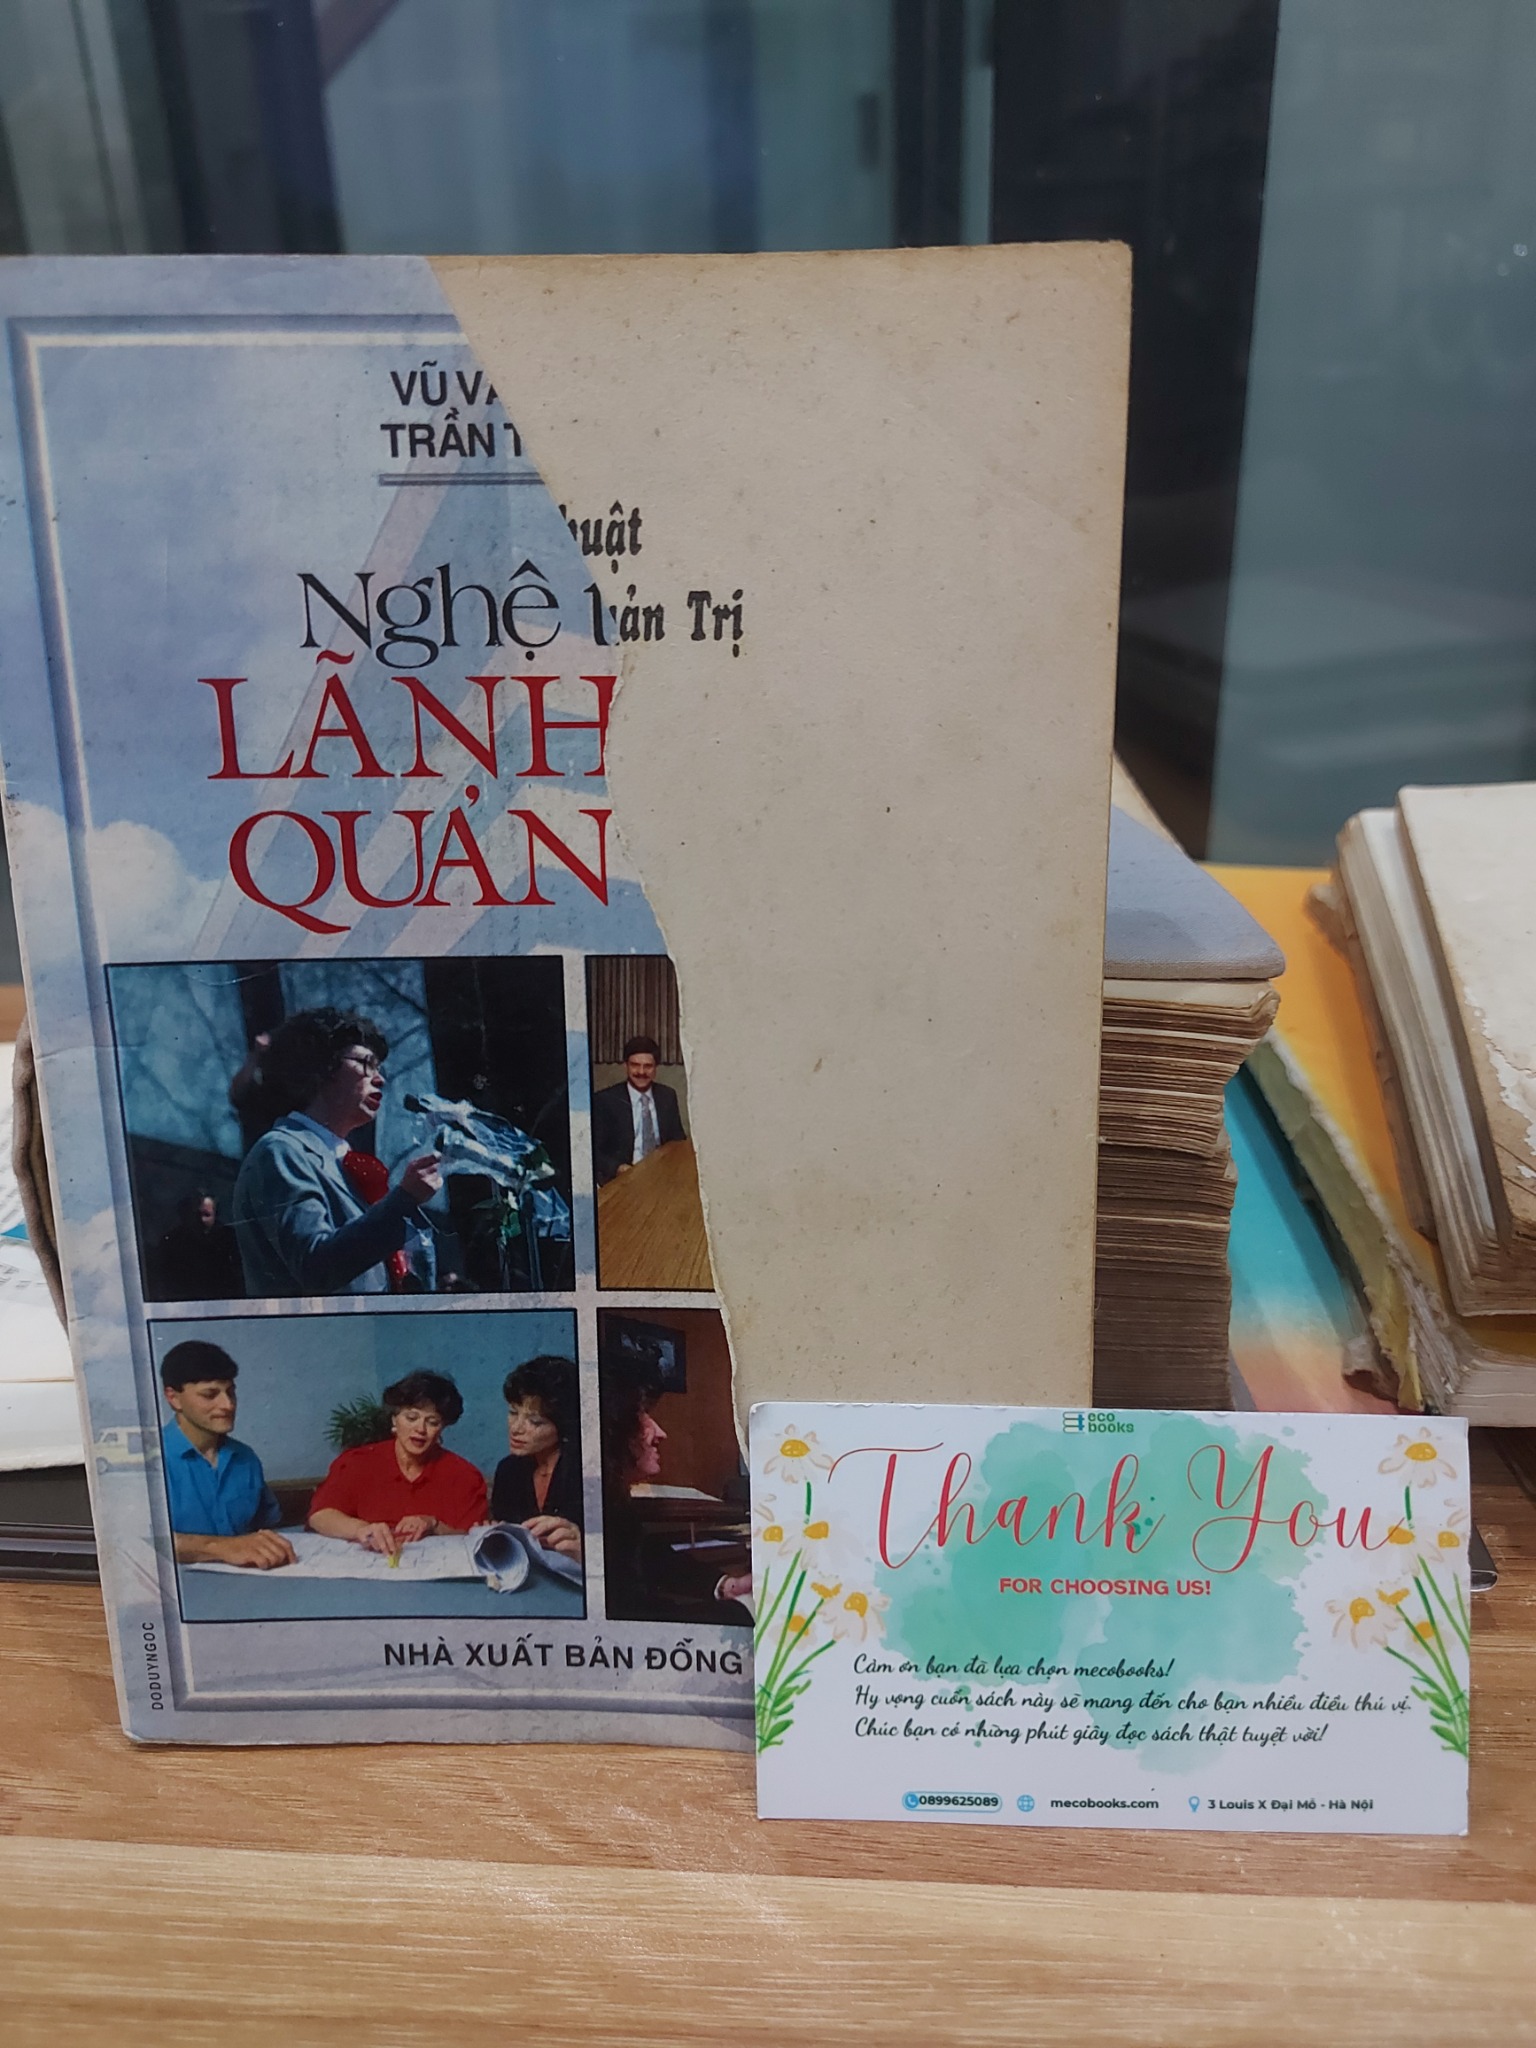 VŨ VĂ
TRẦN T
huật
Nghệ
uản Trị
LÃNH
QUẢN
NHÀ XUẤT BẢN ĐỒNG
DODUYNGOC
eco
books
Thank You
FOR CHOOSING US!
Cảm ơn bạn đã lựa chọn mecobooks!
Hy vọng cuốn sách này sẽ mang đến cho bạn nhiều điều thú vị.
Chúc bạn có những phút giây đọc sách thật tuyệt vời!
0899625089
mecobooks.com
3 Louis X Đại Mỗ - Hà Nội